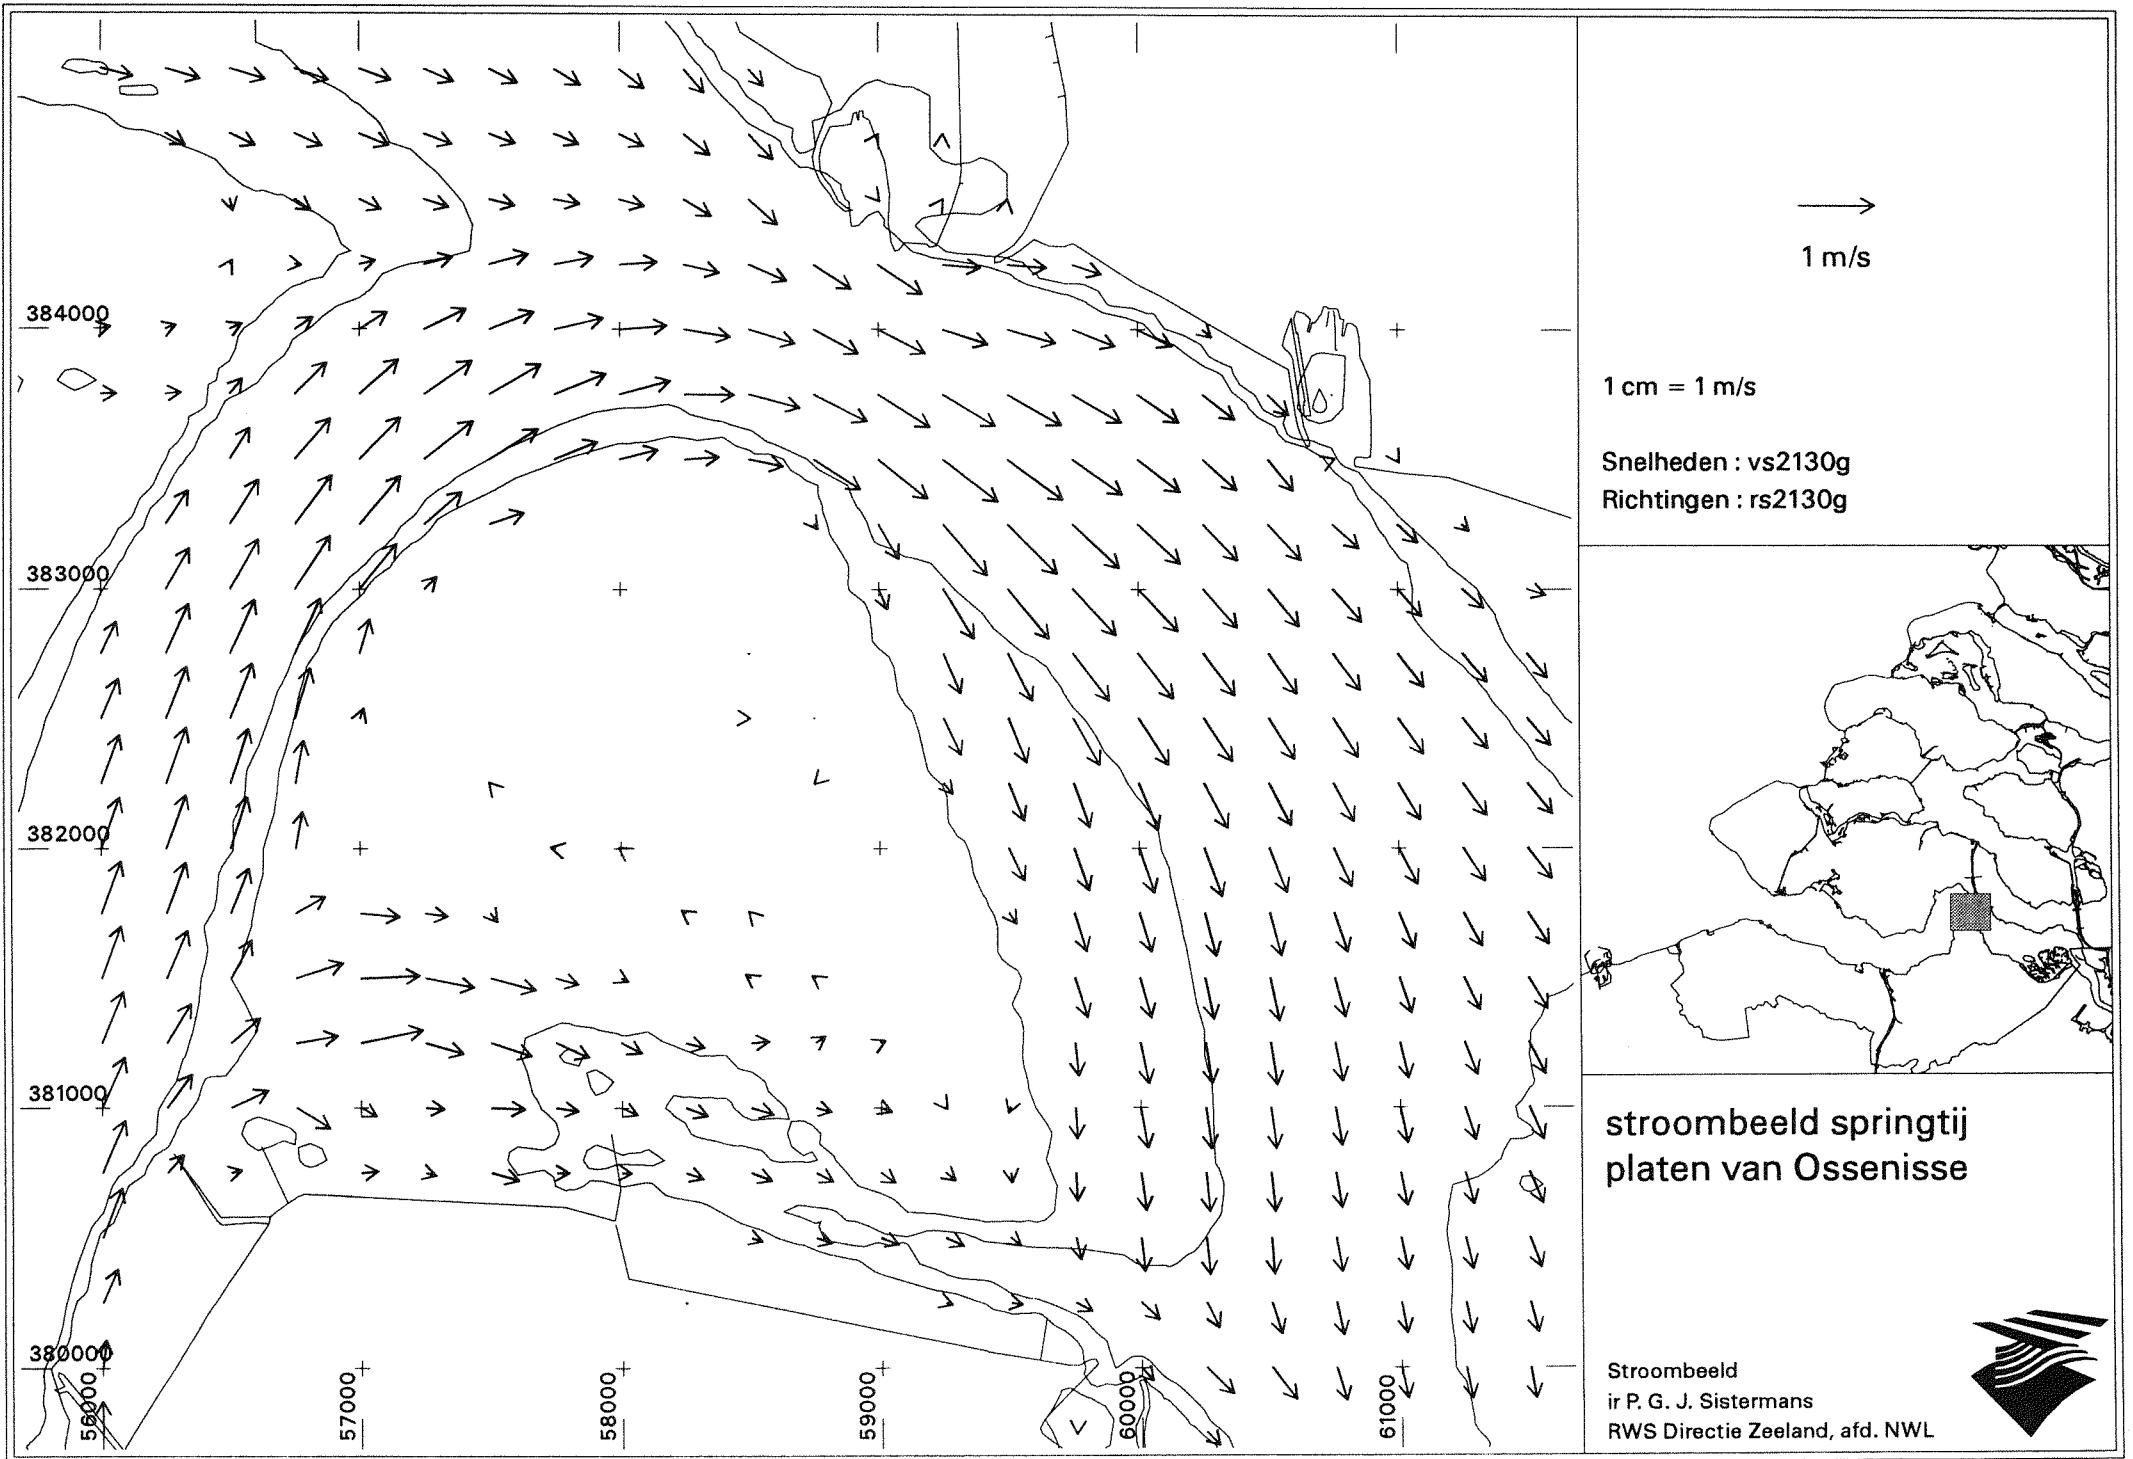 384000
383000
382000
381000
380000
56000
57000
58000
59000
60000
61000
1 m/s
1 cm = 1 m/s
Snelheden : vs2130g
Richtingen : rs2130g
stroombeeld springtij
platen van Ossenisse
Stroombeeld
ir P. G. J. Sistermans
RWS Directie Zeeland, afd. NWL